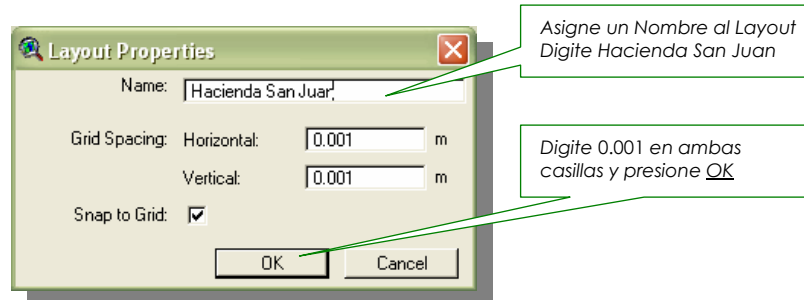 Layout Properties
Name: Hacienda San Juan
Grid Spacing: Horizontal: 0.001 m
Vertical: 0.001 m
Snap to Grid:
OK Cancel
Asigne un Nombre al Layout
Digite Hacienda San Juan
Digite 0.001 en ambas
casillas y presione OK